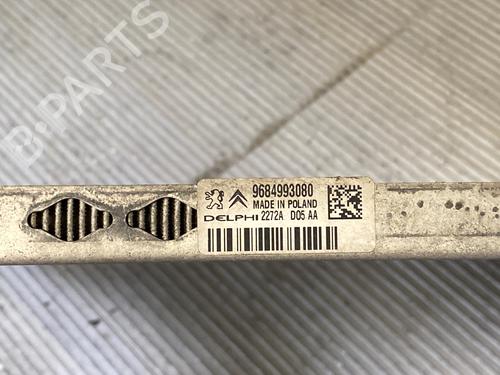 B-PARTS
9684993080
MADE IN POLAND
DELPHI 2272A D05 AA